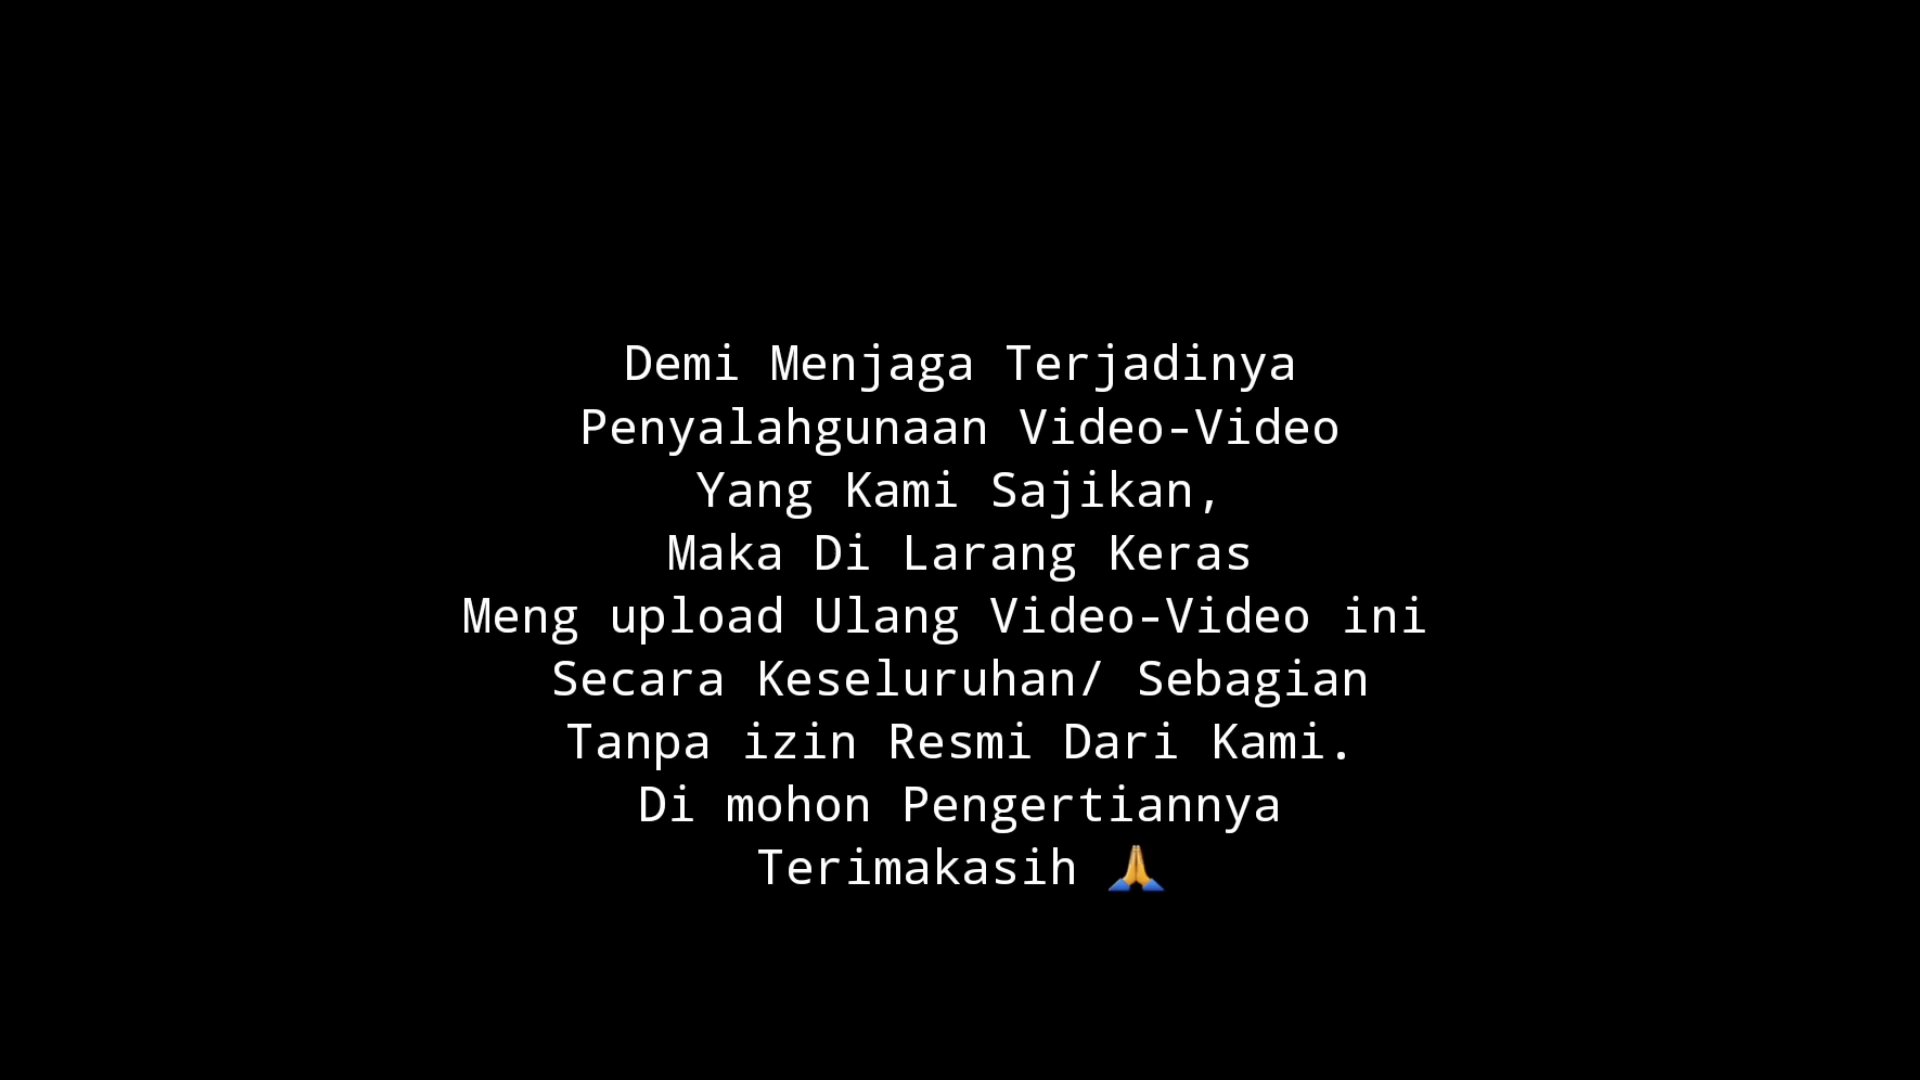 Demi Menjaga Terjadinya
Penyalahgunaan Video-Video
Yang Kami Sajikan,
Maka Di Larang Keras
Meng upload Ulang Video-Video ini
Secara Keseluruhan/ Sebagian
Tanpa izin Resmi Dari Kami.
Di mohon Pengertiannya
Terimakasih 🙏